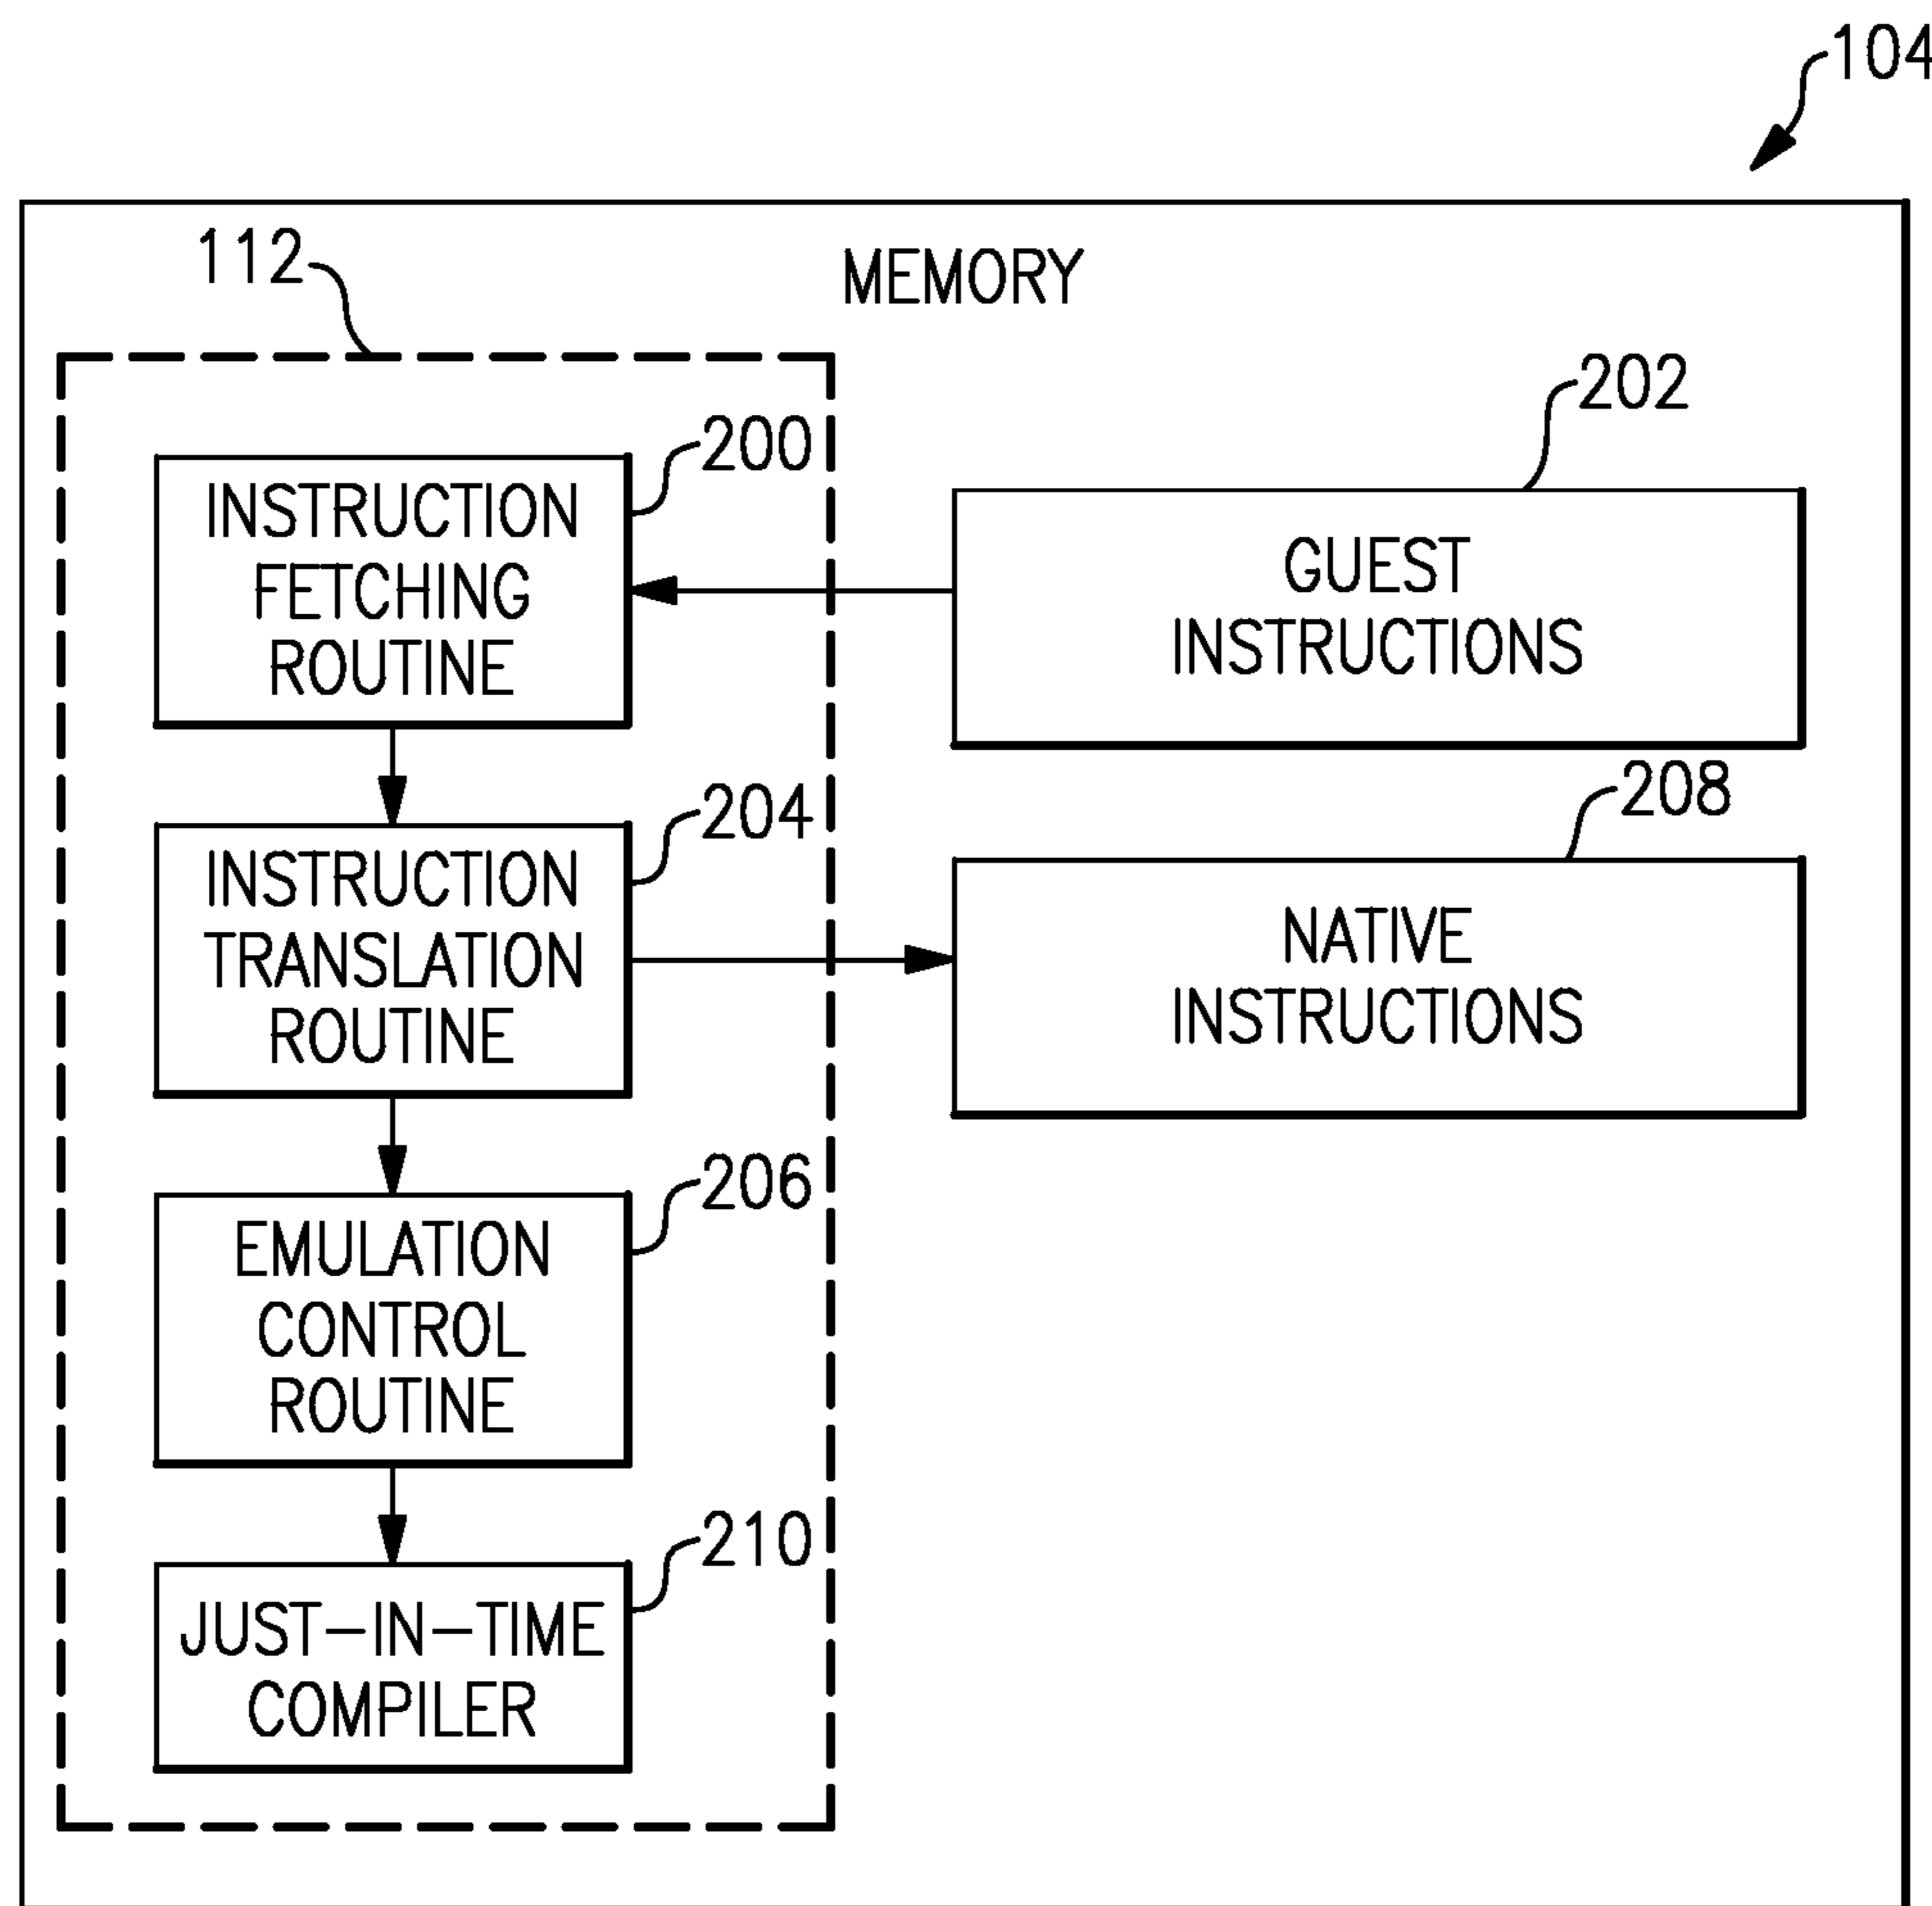 104
MEMORY
112
202
200
INSTRUCTION
FETCHING
ROUTINE
GUEST
INSTRUCTIONS
208
204
INSTRUCTION
TRANSLATION
ROUTINE
NATIVE
INSTRUCTIONS
206
EMULATION
CONTROL
ROUTINE
210
JUST-IN-TIME
COMPILER